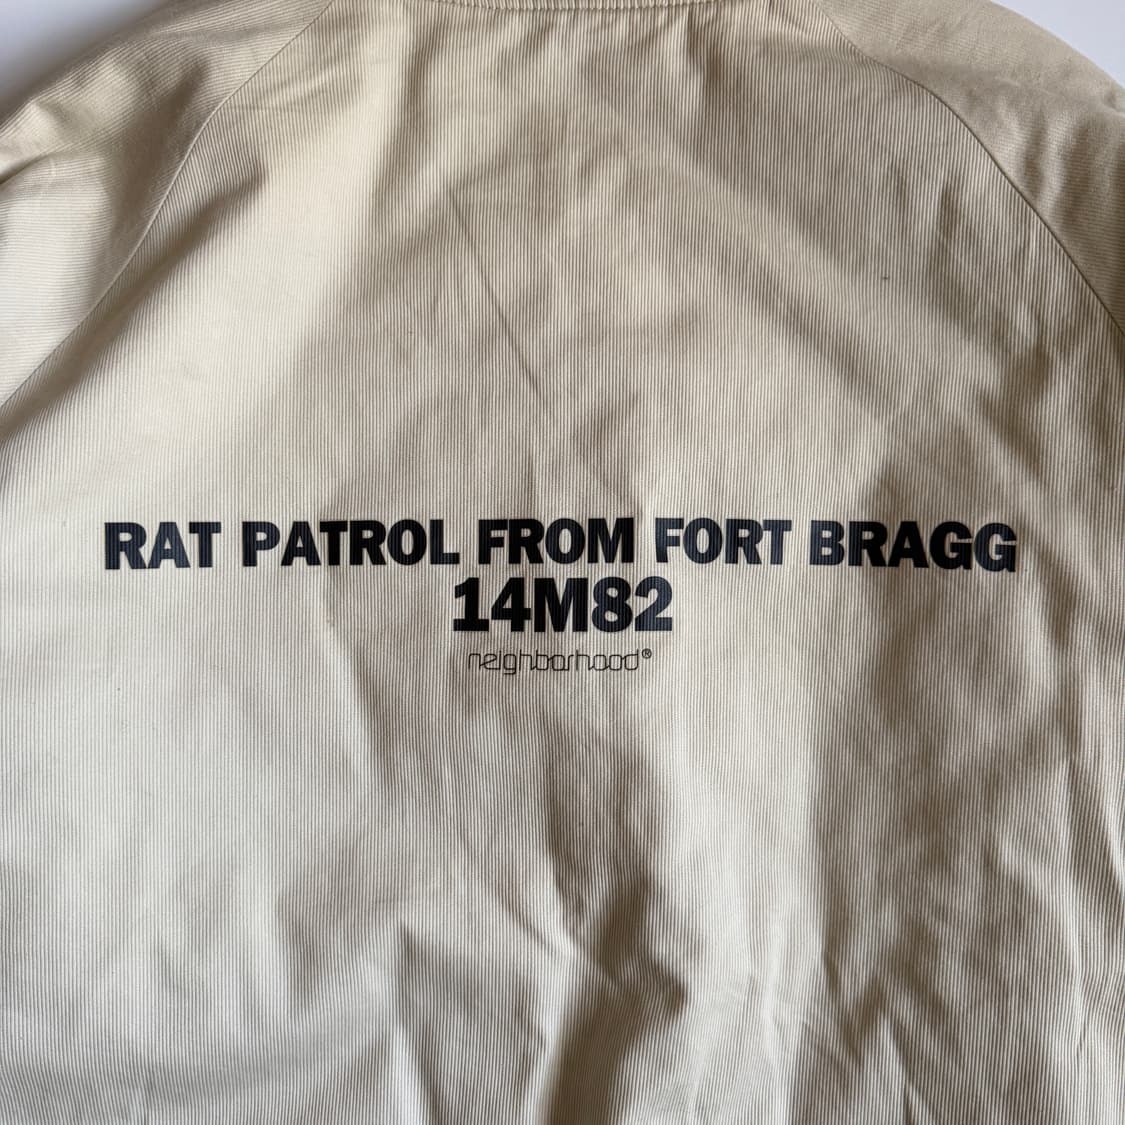 RAT PATROL FROM FORT BRAGG
14M82
neighborhood®